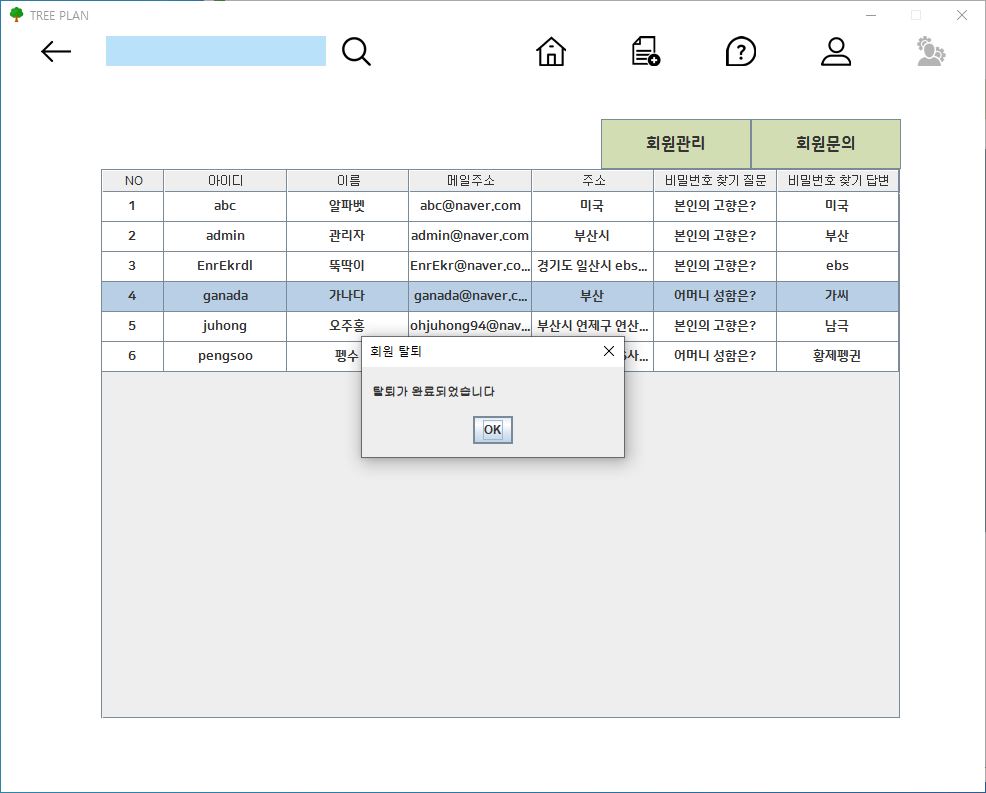 TREE PLAN
?
회원관리 회원문의
NO 아이디 이름 메일주소 주소 비밀번호 찾기 질문 비밀번호 찾기 답변
1 abc 알파벳 abc@naver.com 미국 본인의 고향은? 미국
2 admin 관리자 admin@naver.com 부산시 본인의 고향은? 부산
3 EnrEkrdl 뚝딱이 EnrEkr@naver.co... 경기도 일산시 ebs... 본인의 고향은? ebs
4 ganada 가나다 ganada@naver.c... 부산 어머니 성함은? 가씨
5 juhong 오주홍 ohjuhong94@nav... 부산시 연제구 연산... 본인의 고향은? 남극
6 pengsoo 펭수 사... 어머니 성함은? 황제펭귄
회원 탈퇴
탈퇴가 완료되었습니다
OK